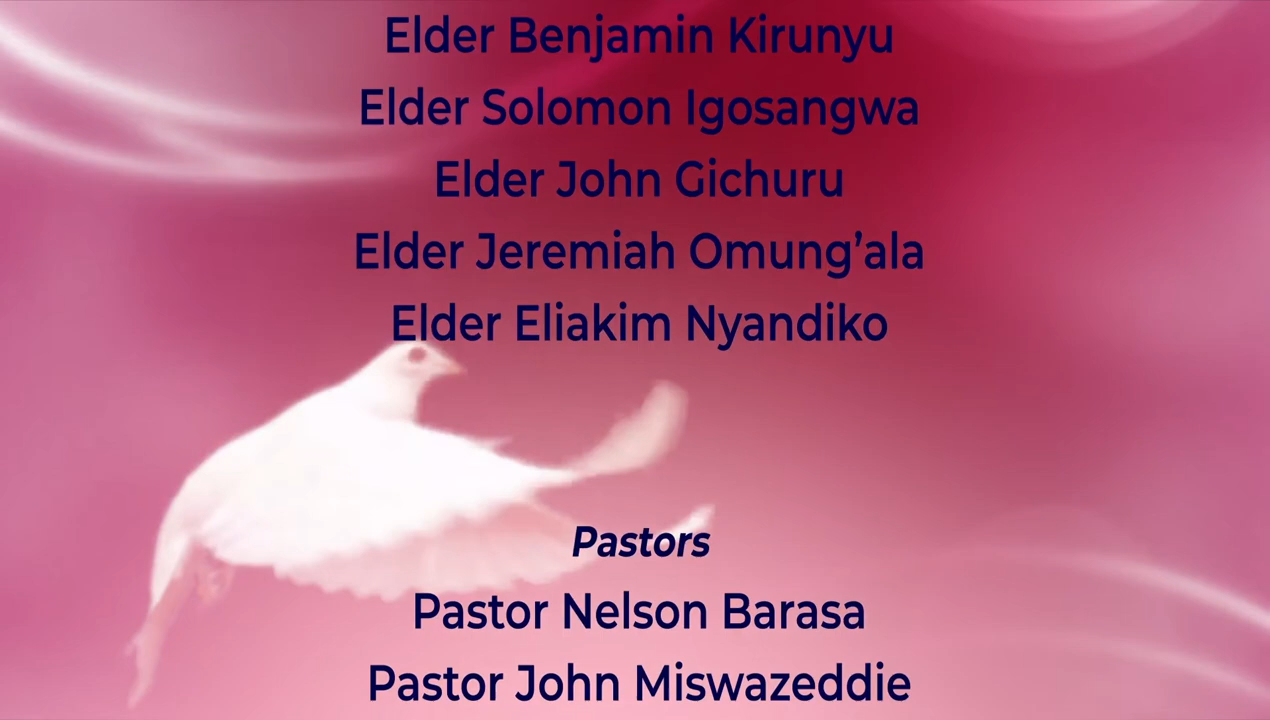 Elder Benjamin Kirunyu
Elder Solomon Igosangwa
Elder John Gichuru
Elder Jeremiah Omung’ala
Elder Eliakim Nyandiko
Pastors
Pastor Nelson Barasa
Pastor John Miswazeddie